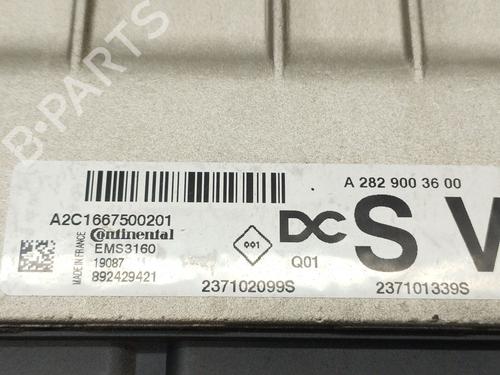 B-PARTS
A 282 900 36 00
A2C1667500201
Continental
EMS3160
19087
892429421
MADE IN FRANCE
001
DC S
Q01
237102099S
237101339S